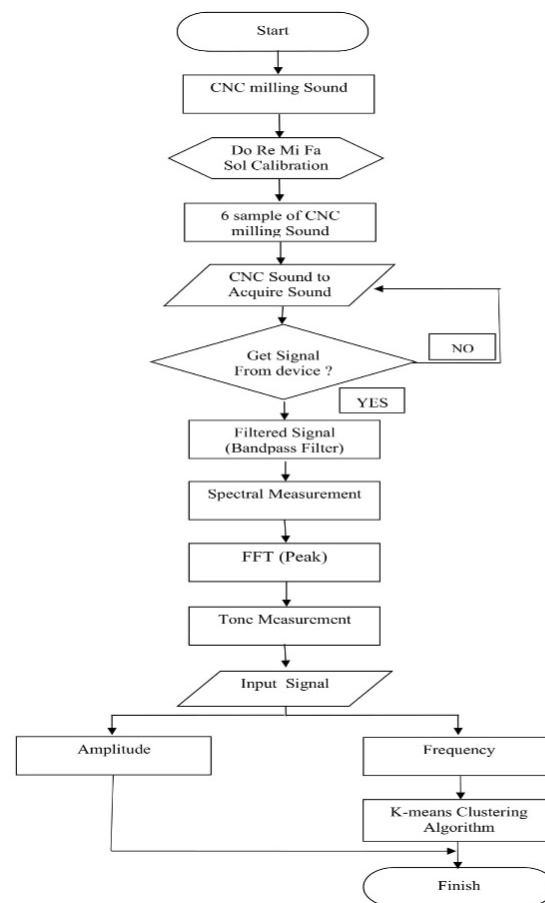 Start
CNC milling Sound
Do Re Mi Fa
Sol Calibration
6 sample of CNC
milling Sound
CNC Sound to
Acquire Sound
Get Signal
From device ?
NO
YES
Filtered Signal
(Bandpass Filter)
Spectral Measurement
FFT (Peak)
Tone Measurement
Input Signal
Amplitude
Frequency
K-means Clustering
Algorithm
Finish